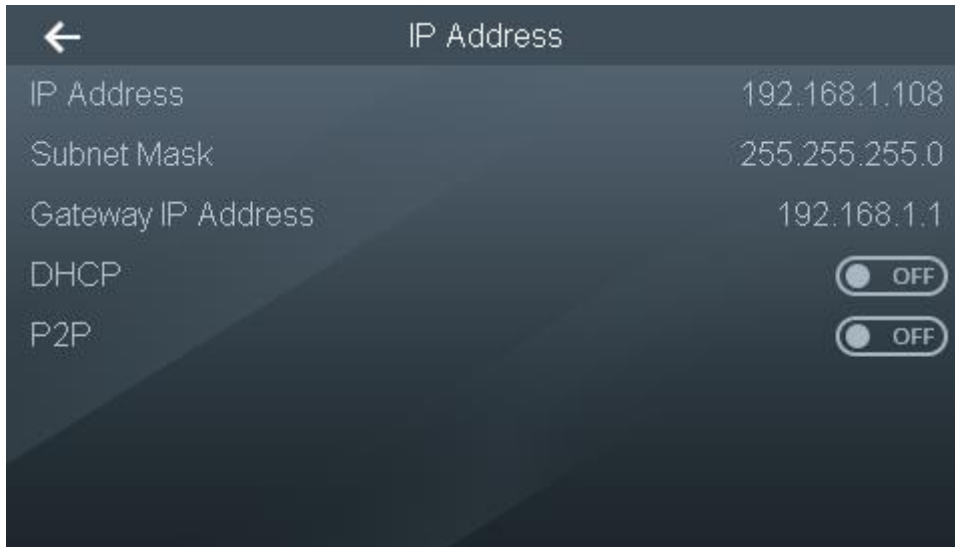 IP Address
IP Address 192.168.1.108
Subnet Mask 255.255.255.0
Gateway IP Address 192.168.1.1
DHCP OFF
P2P OFF